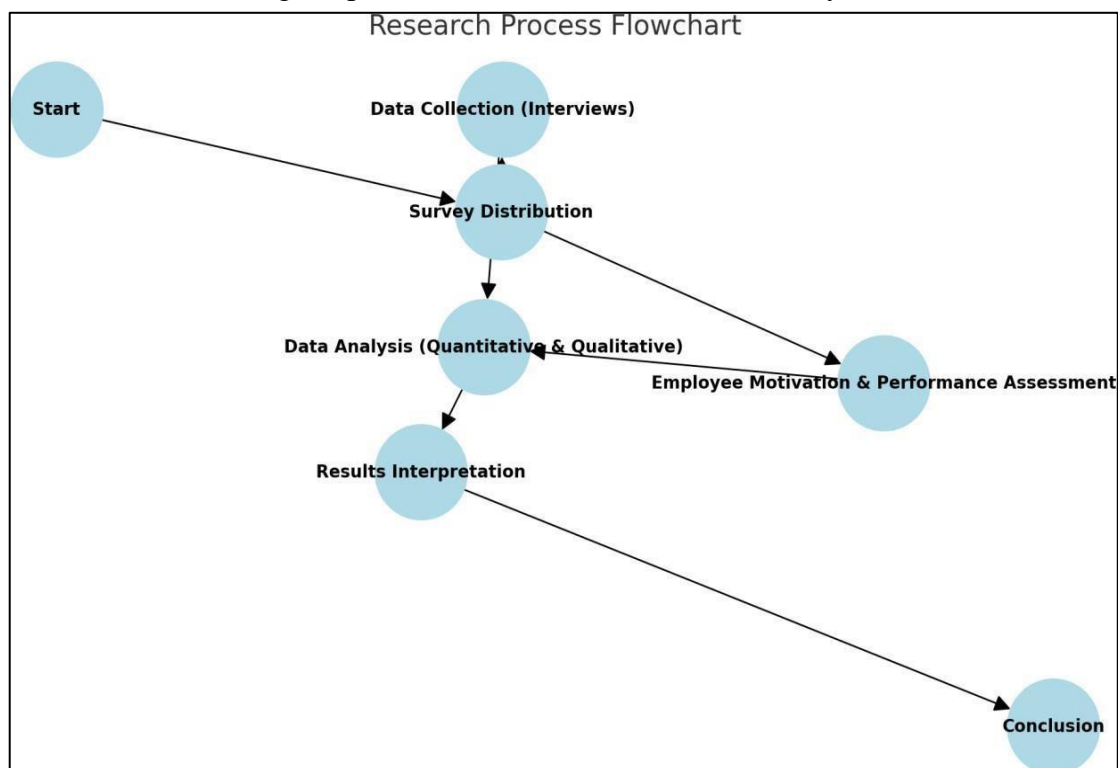 Research Process Flowchart
Start
Data Collection (Interviews)
Survey Distribution
Data Analysis (Quantitative & Qualitative)
Employee Motivation & Performance Assessment
Results Interpretation
Conclusion